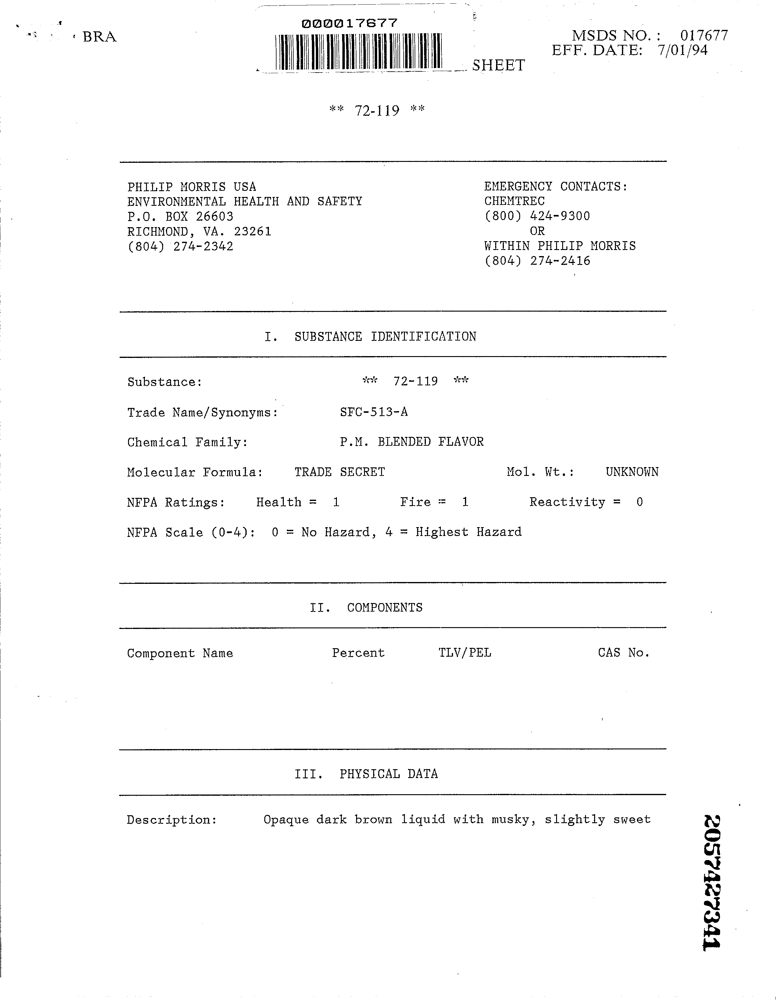 000017677
BRA
MSDS NO. : 017677
EFF. DATE: 7/01/94
SHEET
** 72-119 **
PHILIP MORRIS USA
ENVIRONMENTAL HEALTH AND SAFETY
P.O. BOX 26603
RICHMOND, VA. 23261
(804) 274-2342
EMERGENCY CONTACTS:
CHEMTREC
(800) 424-9300
OR
WITHIN PHILIP MORRIS
(804) 274-2416
I. SUBSTANCE IDENTIFICATION
Substance: ** 72-119 **
Trade Name/Synonyms: SFC-513-A
Chemical Family: P.M. BLENDED FLAVOR
Molecular Formula: TRADE SECRET Mol. Wt.: UNKNOWN
NFPA Ratings: Health = 1 Fire = 1 Reactivity = 0
NFPA Scale (0-4): 0 = No Hazard, 4 = Highest Hazard
II. COMPONENTS
Component Name Percent TLV/PEL CAS No.
III. PHYSICAL DATA
Description: Opaque dark brown liquid with musky, slightly sweet
2057427341